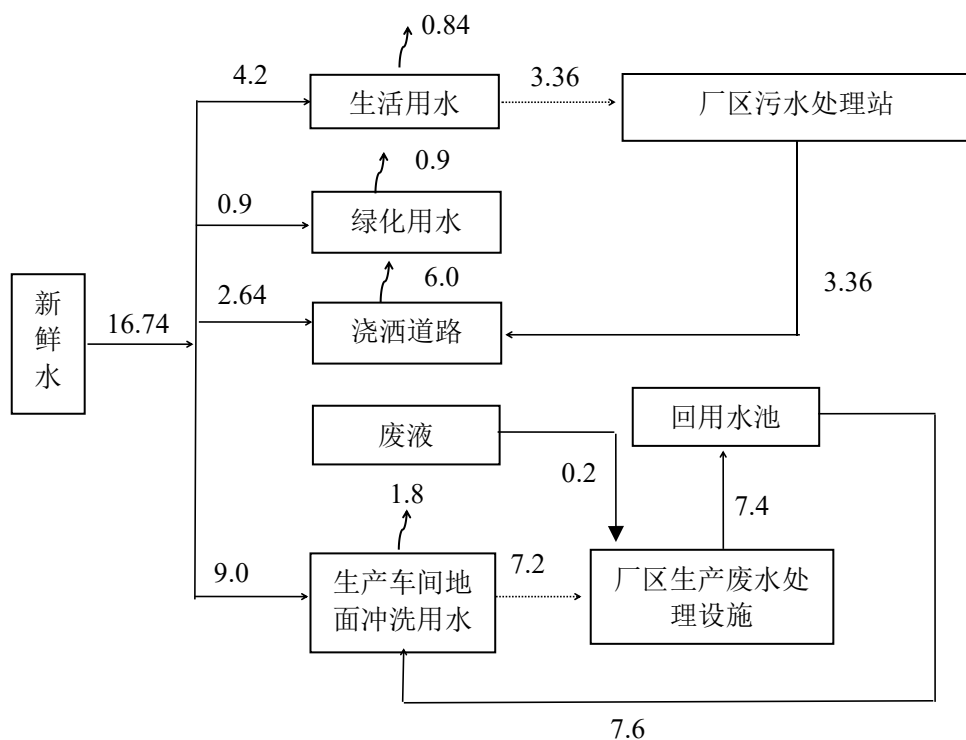 0.84
4.2
生活用水
3.36
厂区污水处理站
0.9
0.9
绿化用水
6.0
2.64
浇洒道路
3.36
新
鲜
水
16.74
废液
回用水池
0.2
1.8
7.4
9.0
生产车间地
面冲洗用水
7.2
厂区生产废水处
理设施
7.6